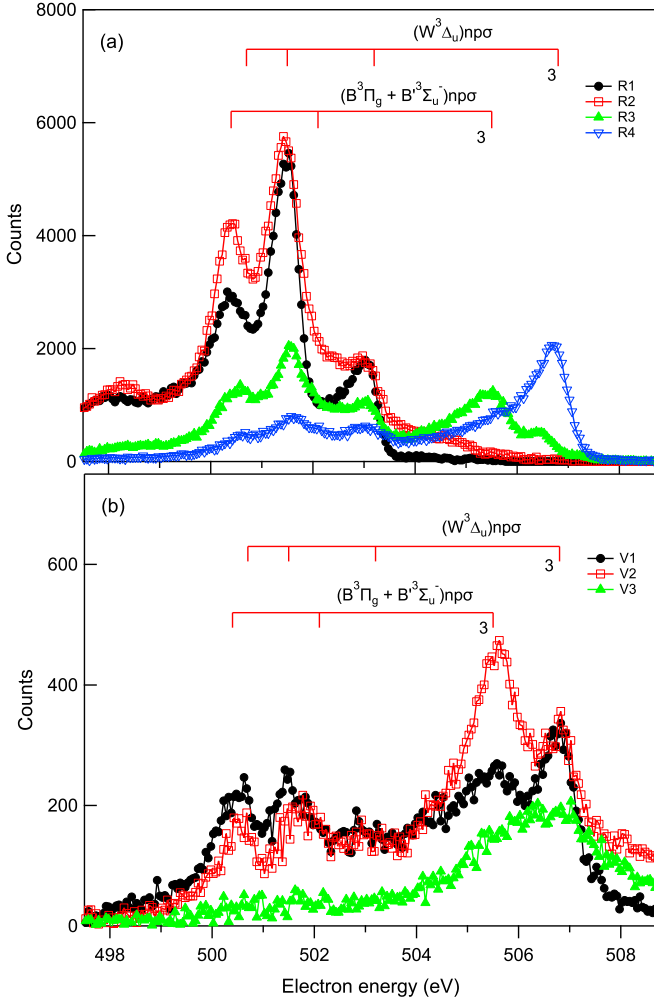 8000
(a)
(W³Δᵤ)npσ
3
(B³Π_g + B'³Σᵤ⁻)npσ
3
R1
R2
R3
R4
6000
4000
2000
0
Counts
(b)
(W³Δᵤ)npσ
3
(B³Π_g + B'³Σᵤ⁻)npσ
3
V1
V2
V3
600
400
200
0
Counts
498 500 502 504 506 508
Electron energy (eV)